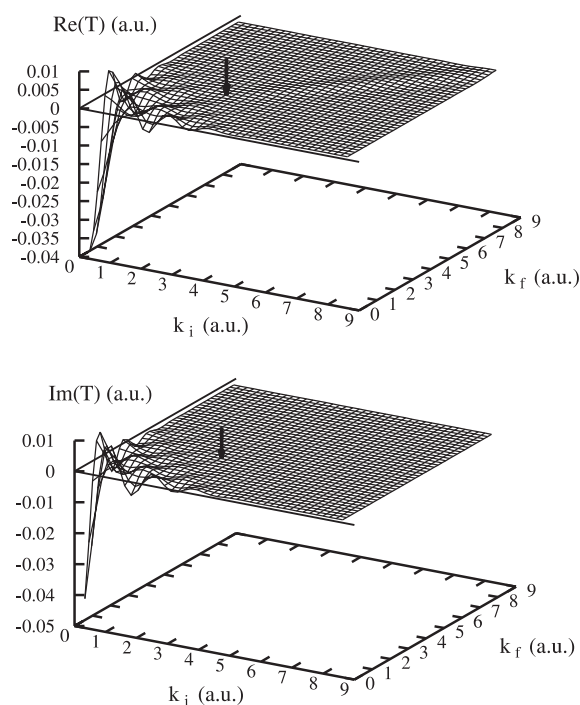 Re(T) (a.u.)
0.01
0.005
0
-0.005
-0.01
-0.015
-0.02
-0.025
-0.03
-0.035
-0.04
0 1 2 3 4 5 6 7 8 9
k i (a.u.)
0 1 2 3 4 5 6 7 8 9
k f (a.u.)
Im(T) (a.u.)
0.01
0
-0.01
-0.02
-0.03
-0.04
-0.05
0 1 2 3 4 5 6 7 8 9
k i (a.u.)
0 1 2 3 4 5 6 7 8 9
k f (a.u.)